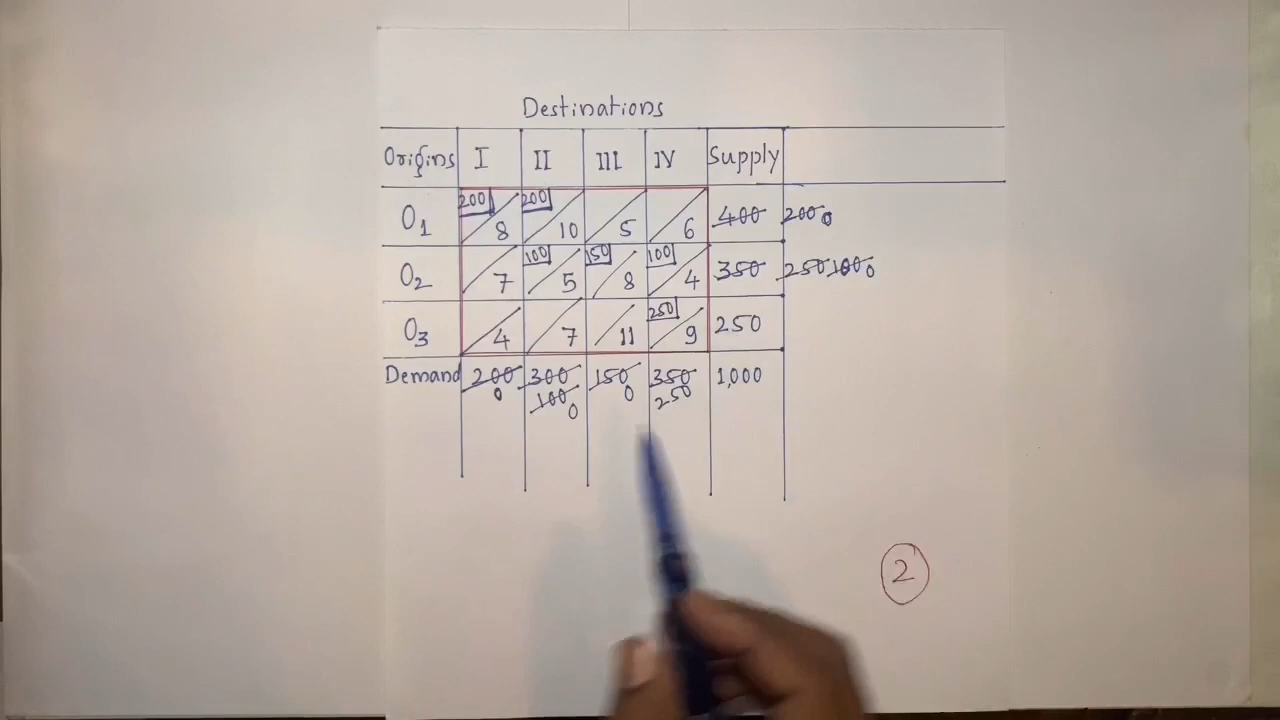 Destinations
Origins I II III IV Supply
200 200
O1 8 10 5 6 400 200 0
100 150 100
O2 7 5 8 4 350 250 100 0
250
O3 4 7 11 9 250
Demand 200 300 150 350 1,000
0 100 0 0 250
2